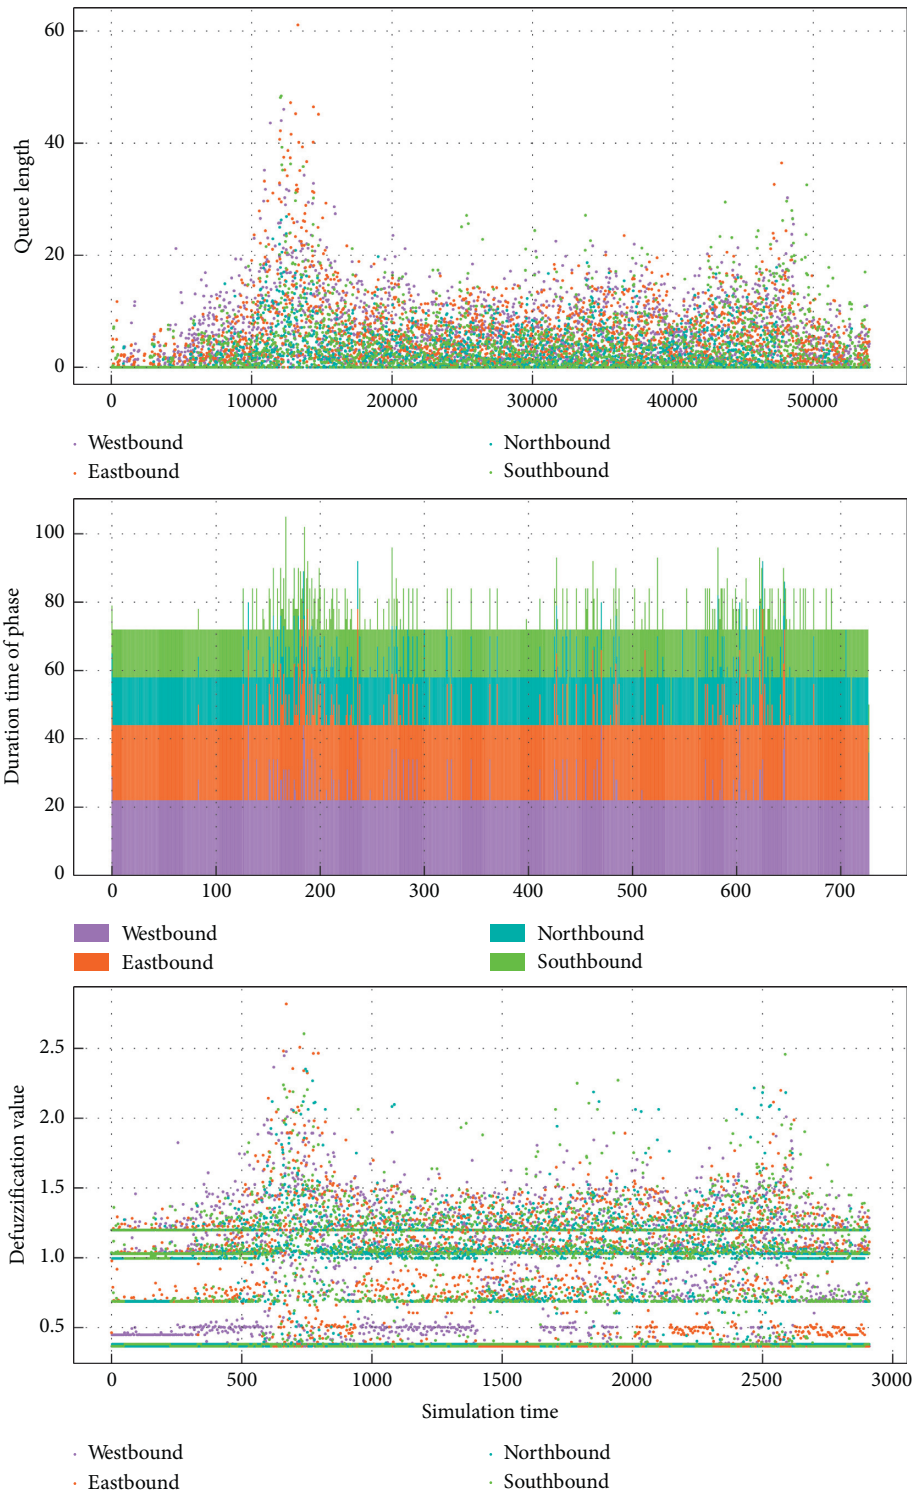 60
40
20
0
Queue length
0 10000 20000 30000 40000 50000
Westbound Northbound
Eastbound Southbound
100
80
60
40
20
0
Duration time of phase
0 100 200 300 400 500 600 700
Westbound Northbound
Eastbound Southbound
2.5
2.0
1.5
1.0
0.5
Defuzzification value
0 500 1000 1500 2000 2500 3000
Simulation time
Westbound Northbound
Eastbound Southbound